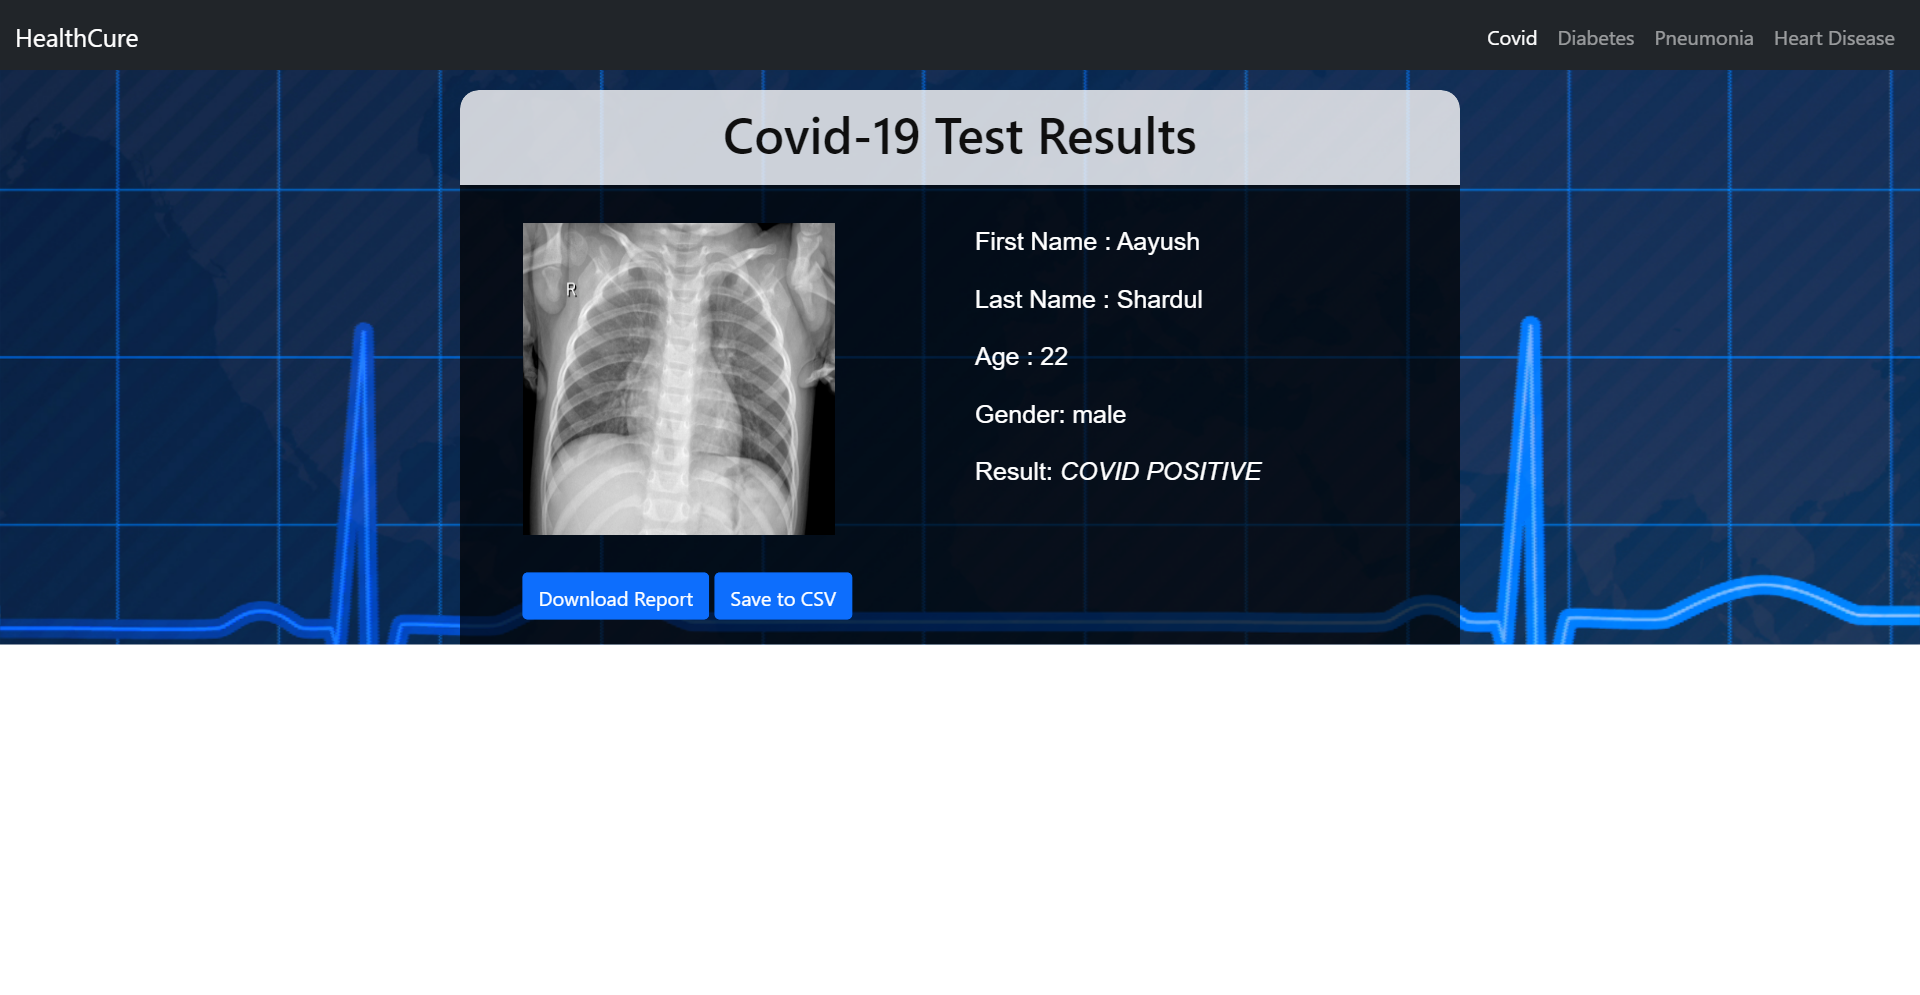 HealthCure
Covid Diabetes Pneumonia Heart Disease
Covid-19 Test Results
R
First Name : Aayush
Last Name : Shardul
Age : 22
Gender: male
Result: COVID POSITIVE
Download Report Save to CSV